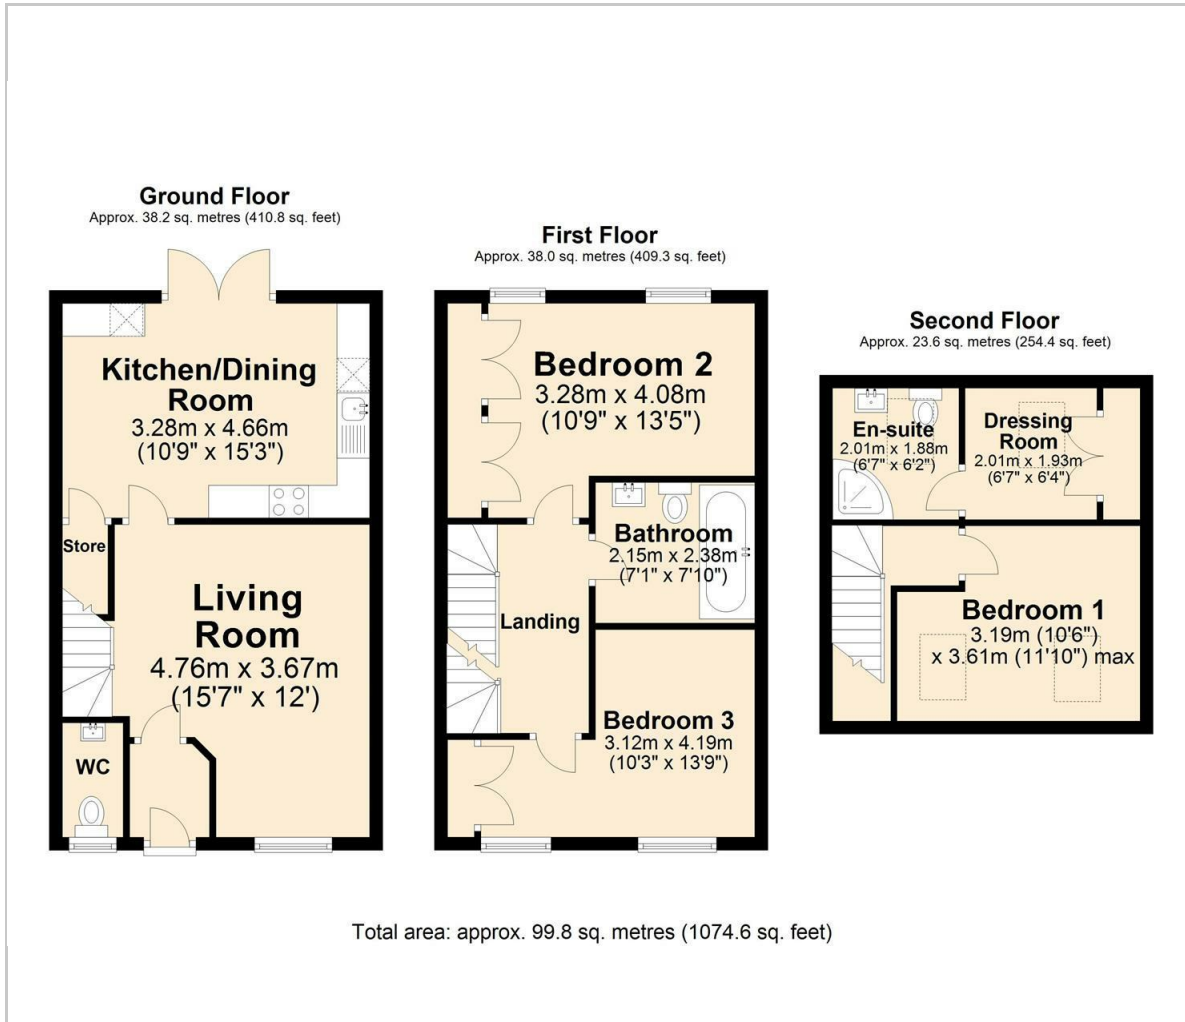 Ground Floor
Approx. 38.2 sq. metres (410.8 sq. feet)
Kitchen/Dining
Room
3.28m x 4.66m
(10'9" x 15'3")
Store
Living
Room
4.76m x 3.67m
(15'7" x 12')
WC
First Floor
Approx. 38.0 sq. metres (409.3 sq. feet)
Bedroom 2
3.28m x 4.08m
(10'9" x 13'5")
Bathroom
2.15m x 2.38m
(7'1" x 7'10")
Landing
Bedroom 3
3.12m x 4.19m
(10'3" x 13'9")
Second Floor
Approx. 23.6 sq. metres (254.4 sq. feet)
En-suite
2.01m x 1.88m
(6'7" x 6'2")
Dressing
Room
2.01m x 1.93m
(6'7" x 6'4")
Bedroom 1
3.19m (10'6")
x 3.61m (11'10") max
Total area: approx. 99.8 sq. metres (1074.6 sq. feet)